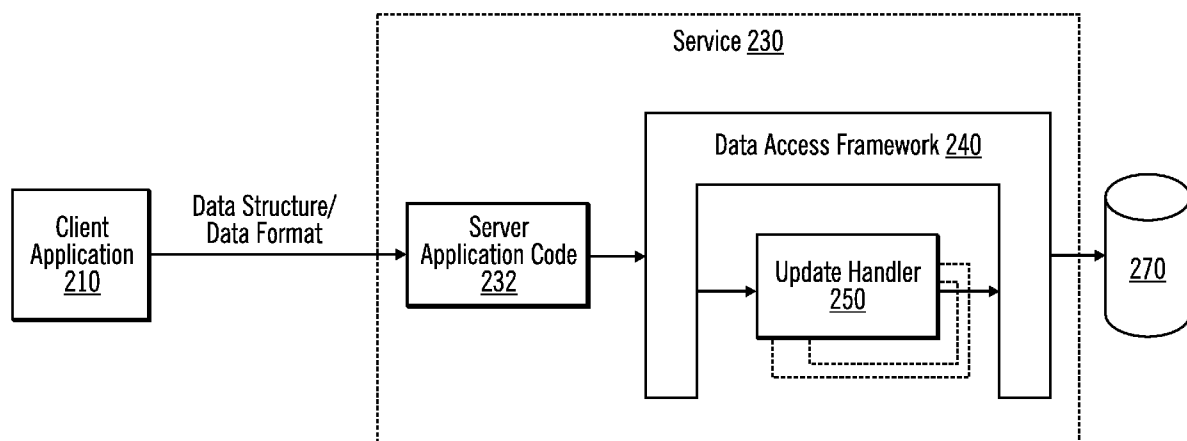 Service 230
Data Access Framework 240
Client
Application
210
Data Structure/
Data Format
Server
Application Code
232
Update Handler
250
270